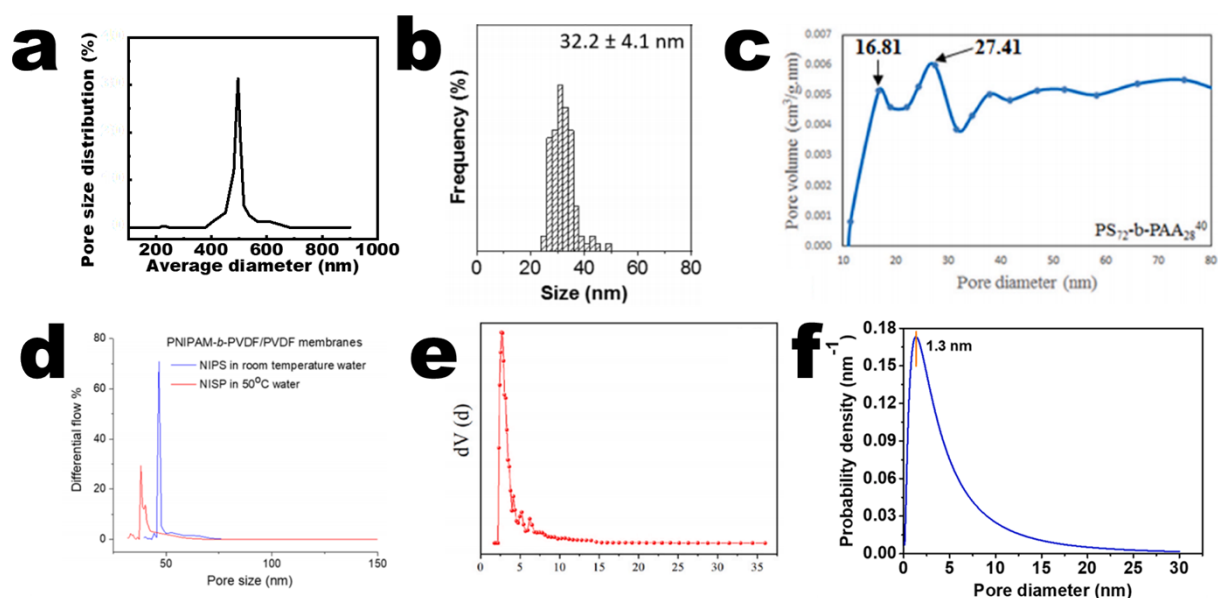 a
Pore size distribution (%)
200
400
600
800
1000
Average diameter (nm)
b
32.2 ± 4.1 nm
Frequency (%)
0
20
40
60
80
Size (nm)
c
0.007
0.006
0.005
0.004
0.003
0.002
0.001
0.000
16.81
27.41
Pore volume (cm³/g.nm)
PS₇₂-b-PAA₂₈⁴⁰
10
20
30
40
50
60
70
80
Pore diameter (nm)
d
80
60
40
20
0
PNIPAM-b-PVDF/PVDF membranes
NIPS in room temperature water
NISP in 50⁰C water
Differential flow %
50
100
150
Pore size (nm)
e
dV (d)
0
5
10
15
20
25
30
35
f
0.18
0.15
0.12
0.09
0.06
0.03
0.00
1.3 nm
Probability density (nm⁻¹)
0
5
10
15
20
25
30
Pore diameter (nm)